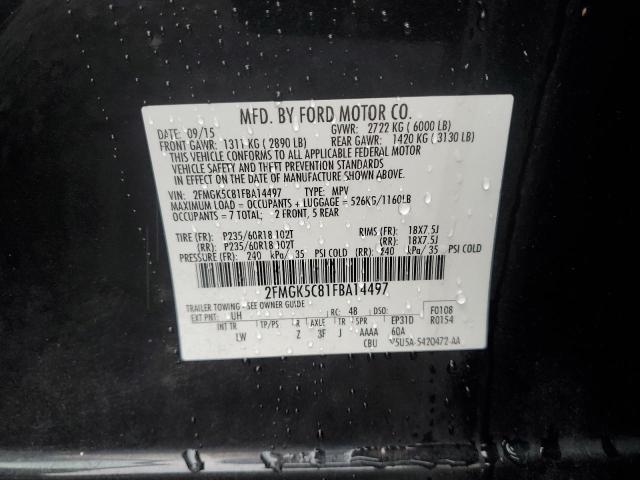 MFD. BY FORD MOTOR CO.
DATE: 09/15 GVWR: 2722 KG ( 6000 LB)
FRONT GAWR: 1311 KG ( 2890 LB) REAR GAWR: 1420 KG ( 3130 LB)
THIS VEHICLE CONFORMS TO ALL APPLICABLE FEDERAL MOTOR
VEHICLE SAFETY AND THEFT PREVENTION STANDARDS
IN EFFECT ON THE DATE OF MANUFACTURE SHOWN ABOVE.
VIN: 2FMGK5C81FBA14497 TYPE: MPV
MAXIMUM LOAD = OCCUPANTS + LUGGAGE = 526KG/1160LB
OCCUPANTS = 7 TOTAL; 2 FRONT, 5 REAR
TIRE (FR): P235/60R18 102T RIMS (FR): 18X7.5J
(RR): P235/60R18 102T (RR): 18X7.5J
PRESSURE (FR): 240 kPa/ 35 PSI COLD (RR): 240 kPa/ 35 PSI COLD
2FMGK5C81FBA14497
TRAILER TOWING - SEE OWNER GUIDE
EXT PNT: UH RC: 48 DSO: F0108
INT TR TP/PS R AXLE TR SPR EP31D R0154
LW Z 3F J AAAA 60A
CBU 5U5A-5420472-AA